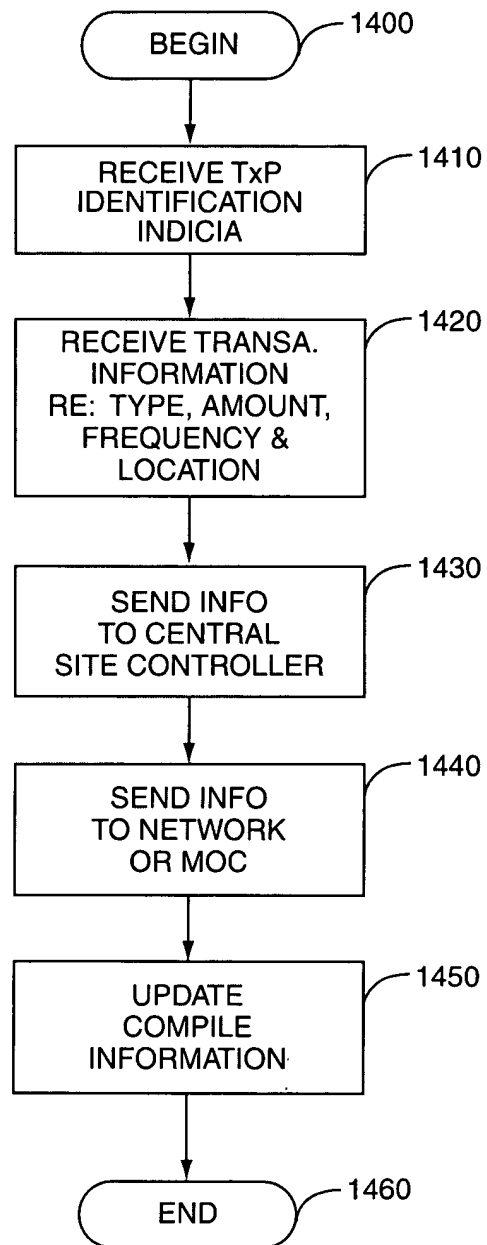 BEGIN
1400
RECEIVE TxP
IDENTIFICATION
INDICIA
1410
RECEIVE TRANSA.
INFORMATION
RE: TYPE, AMOUNT,
FREQUENCY &
LOCATION
1420
SEND INFO
TO CENTRAL
SITE CONTROLLER
1430
SEND INFO
TO NETWORK
OR MOC
1440
UPDATE
COMPILE
INFORMATION
1450
END
1460